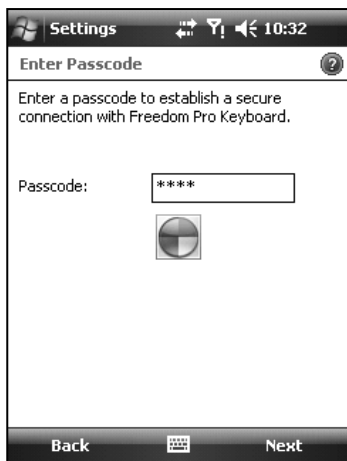 Settings 10:32
Enter Passcode
Enter a passcode to establish a secure
connection with Freedom Pro Keyboard.
Passcode: ****
Back Next